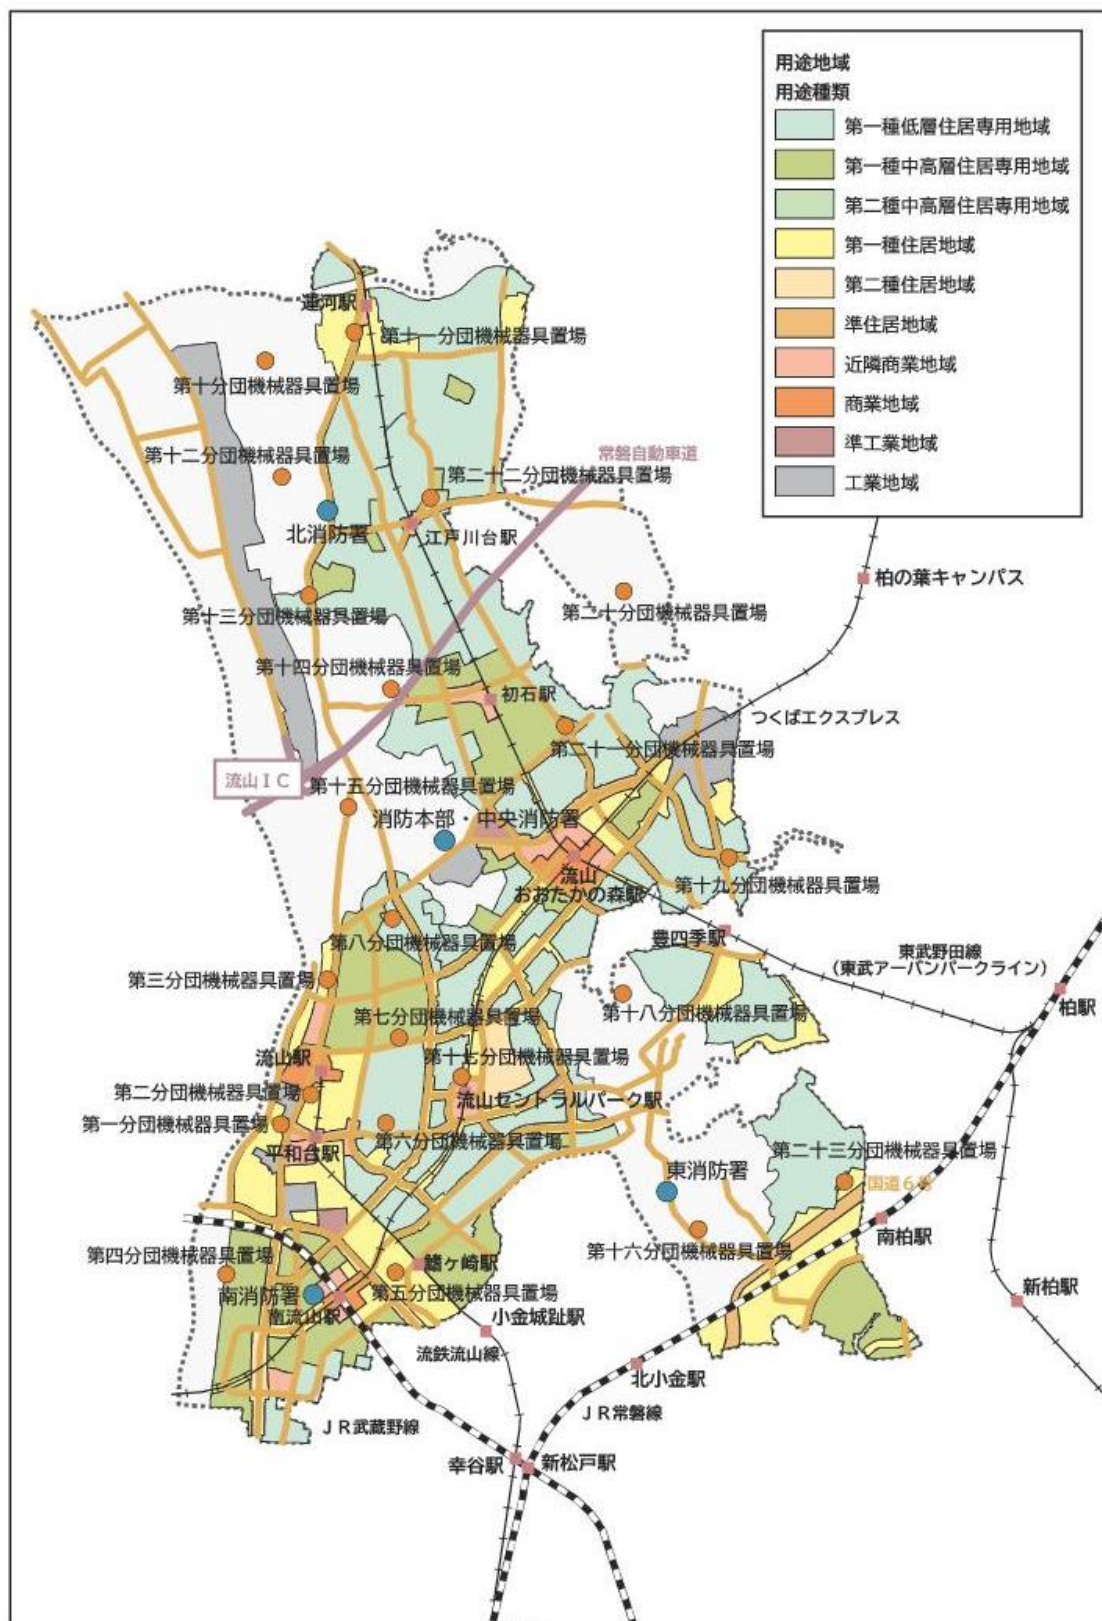 用途地域
用途種類
第一種低層住居専用地域
第一種中高層住居専用地域
第二種中高層住居専用地域
第一種住居地域
第二種住居地域
準住居地域
近隣商業地域
商業地域
準工業地域
工業地域
運河駅
第十一分団機械器具置場
第十分団機械器具置場
第十二分団機械器具置場
常磐自動車道
第二十二分団機械器具置場
北消防署
江戸川台駅
柏の葉キャンパス
第十三分団機械器具置場
第二十分団機械器具置場
第十四分団機械器具置場
初石駅
つくばエクスプレス
第二十一分団機械器具置場
流山IC
第十五分団機械器具置場
消防本部・中央消防署
流山
おおたかの森駅
第十九分団機械器具置場
第八分団機械器具置場
豊四季駅
東武野田線
（東武アーバンパークライン）
第三分団機械器具置場
柏駅
第十八分団機械器具置場
第七分団機械器具置場
第十七分団機械器具置場
流山駅
第二分団機械器具置場
流山セントラルパーク駅
第一分団機械器具置場
平和台駅
第六分団機械器具置場
第二十三分団機械器具置場
東消防署
国道6号
南柏駅
第十六分団機械器具置場
第四分団機械器具置場
鰭ヶ崎駅
南消防署
第五分団機械器具置場
南流山駅
小金城趾駅
新柏駅
流鉄流山線
北小金駅
JR武蔵野線
JR常磐線
幸谷駅
新松戸駅